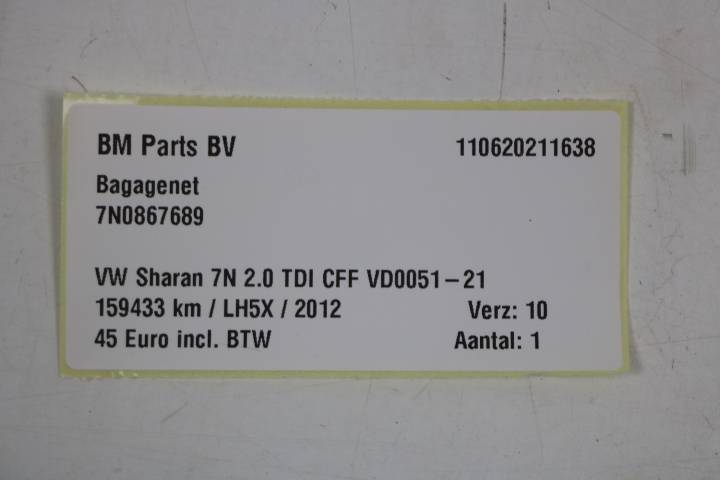 BM Parts BV 110620211638
Bagagenet
7N0867689
VW Sharan 7N 2.0 TDI CFF VD0051-21
159433 km / LH5X / 2012 Verz: 10
45 Euro incl. BTW Aantal: 1